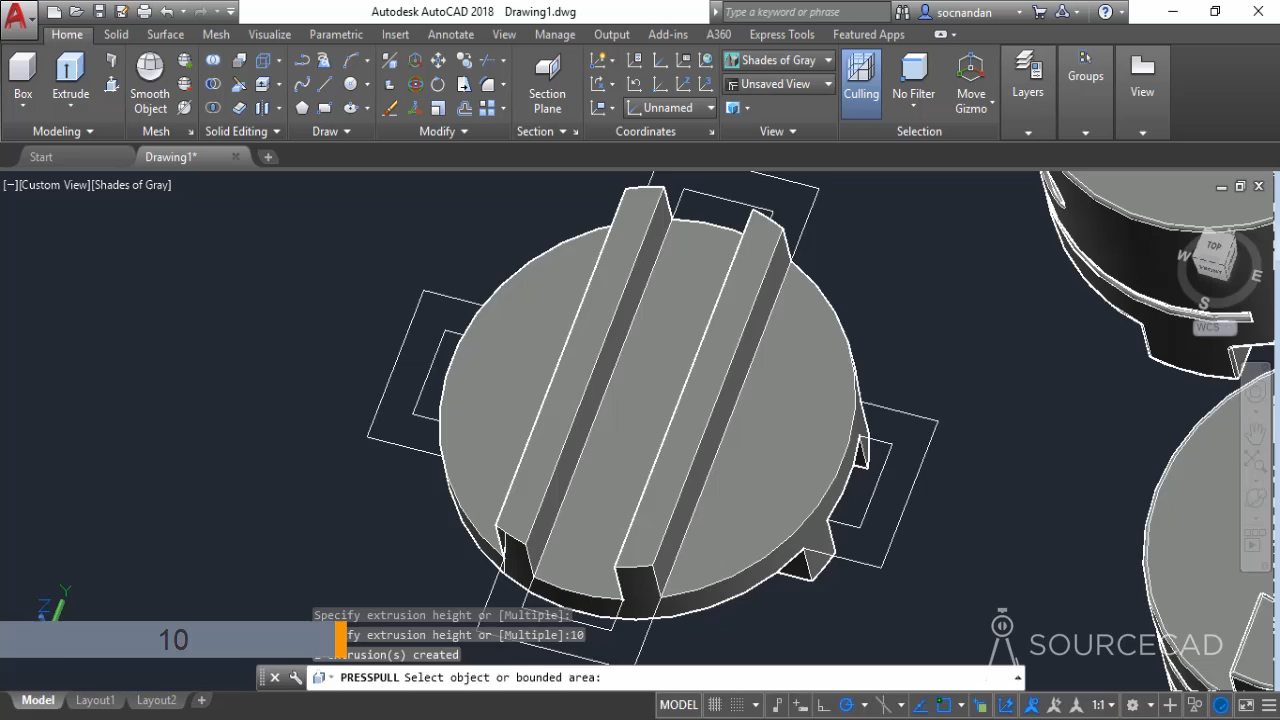 Autodesk AutoCAD 2018   Drawing1.dwg
Type a keyword or phrase
socnandan
Home Solid Surface Mesh Visualize Parametric Insert Annotate View Manage Output Add-ins A360 Express Tools Featured Apps
Shades of Gray
Unsaved View
Unnamed
Box
Extrude
Smooth
Object
Section
Plane
Culling
No Filter
Move
Gizmo
Layers
Groups
View
Modeling
Mesh
Solid Editing
Draw
Modify
Section
Coordinates
View
Selection
Start
Drawing1*
[−][Custom View][Shades of Gray]
TOP
FRONT
W
E
S
WCS
Y
Z
Specify extrusion height or [Multiple]:
fy extrusion height or [Multiple]:10
extrusion(s) created
10
PRESSPULL Select object or bounded area:
SOURCECAD
Model Layout1 Layout2 +
MODEL
1:1